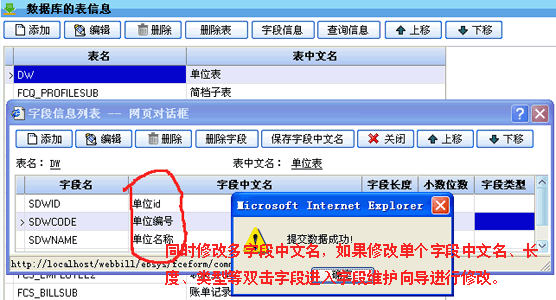 数据库的表信息
添加 编辑 删除 删除表 字段信息 查询信息 上移 下移
表名 表中文名
DW 单位表
FCQ_PROFILESUB 简档子表
字段信息列表 -- 网页对话框
添加 编辑 删除 删除字段 保存字段中文名 关闭 上移 下移
表名: DW 表中文名: 单位表
字段名 字段中文名 字段长度 小数位数 字段类型
SDWID 单位id
SDWCODE 单位编号
SDWNAME 单位名称
Microsoft Internet Explorer
提交数据成功!
同时修改多字段中文名,如果修改单个字段中文名、长
度、类型等双击字段进入字段维护向导进行修改。
http://localhost/webbill/ebsys/fceform/com
FCS_BILLSUB 账单记录